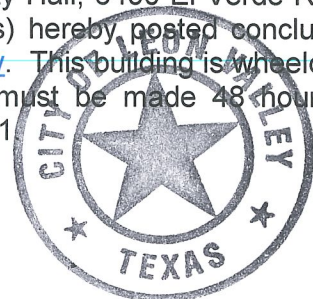 Hall, 6400 El Verde R
s) hereby posted conclu
This building is wheelc
must be made 48 hour
1
CITY OF LEON VALLEY
TEXAS